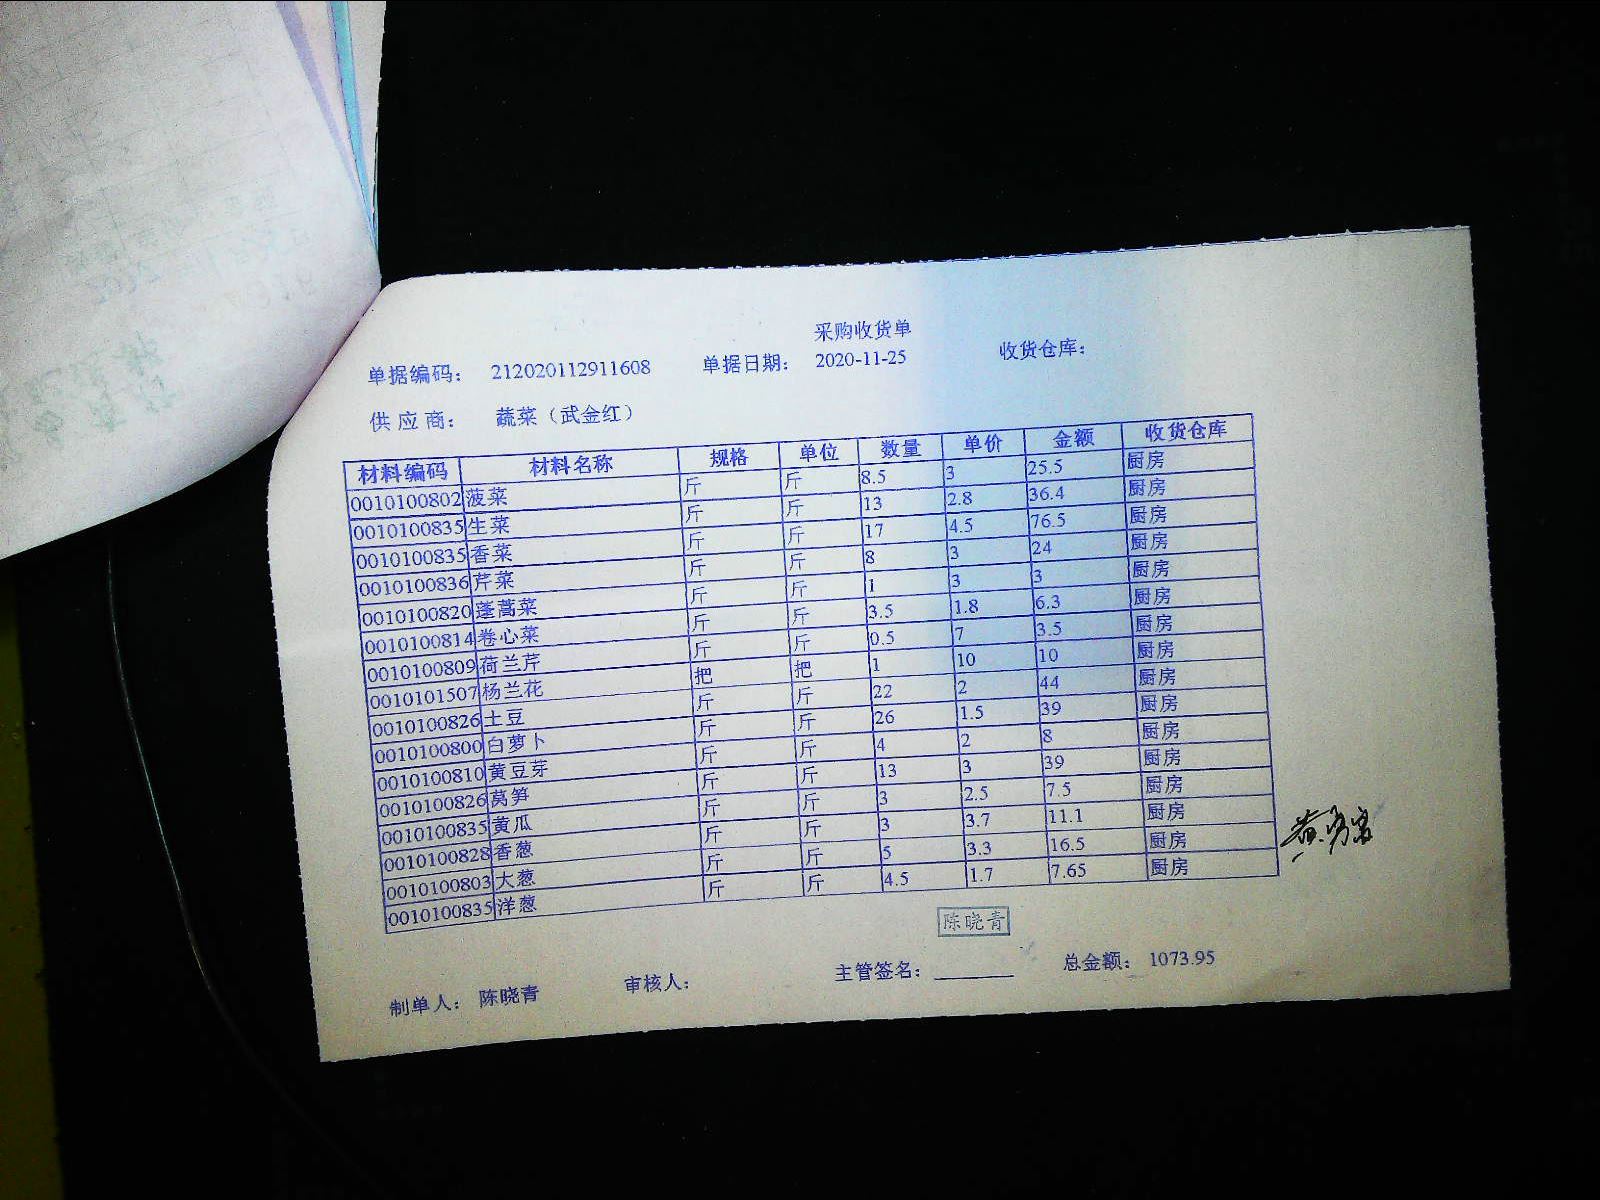 采购收货单
单据编码： 212020112911608 单据日期： 2020-11-25 收货仓库：
供 应 商： 蔬菜（武金红）
材料编码 材料名称 规格 单位 数量 单价 金额 收货仓库
0010100802 菠菜 斤 斤 8.5 3 25.5 厨房
0010100835 生菜 斤 斤 13 2.8 36.4 厨房
0010100835 香菜 斤 斤 17 4.5 76.5 厨房
0010100836 芹菜 斤 斤 8 3 24 厨房
0010100820 蓬蒿菜 斤 斤 1 3 3 厨房
0010100814 卷心菜 斤 斤 3.5 1.8 6.3 厨房
0010100809 荷兰芹 斤 斤 0.5 7 3.5 厨房
0010101507 杨兰花 把 把 1 10 10 厨房
0010100826 土豆 斤 斤 22 2 44 厨房
0010100800 白萝卜 斤 斤 26 1.5 39 厨房
0010100810 黄豆芽 斤 斤 4 2 8 厨房
0010100826 莴笋 斤 斤 13 3 39 厨房
0010100835 黄瓜 斤 斤 3 2.5 7.5 厨房
0010100828 香葱 斤 斤 3 3.7 11.1 厨房
0010100803 大葱 斤 斤 5 3.3 16.5 厨房
0010100835 洋葱 斤 斤 4.5 1.7 7.65 厨房
陈晓青
制单人： 陈晓青 审核人： 主管签名： 总金额： 1073.95